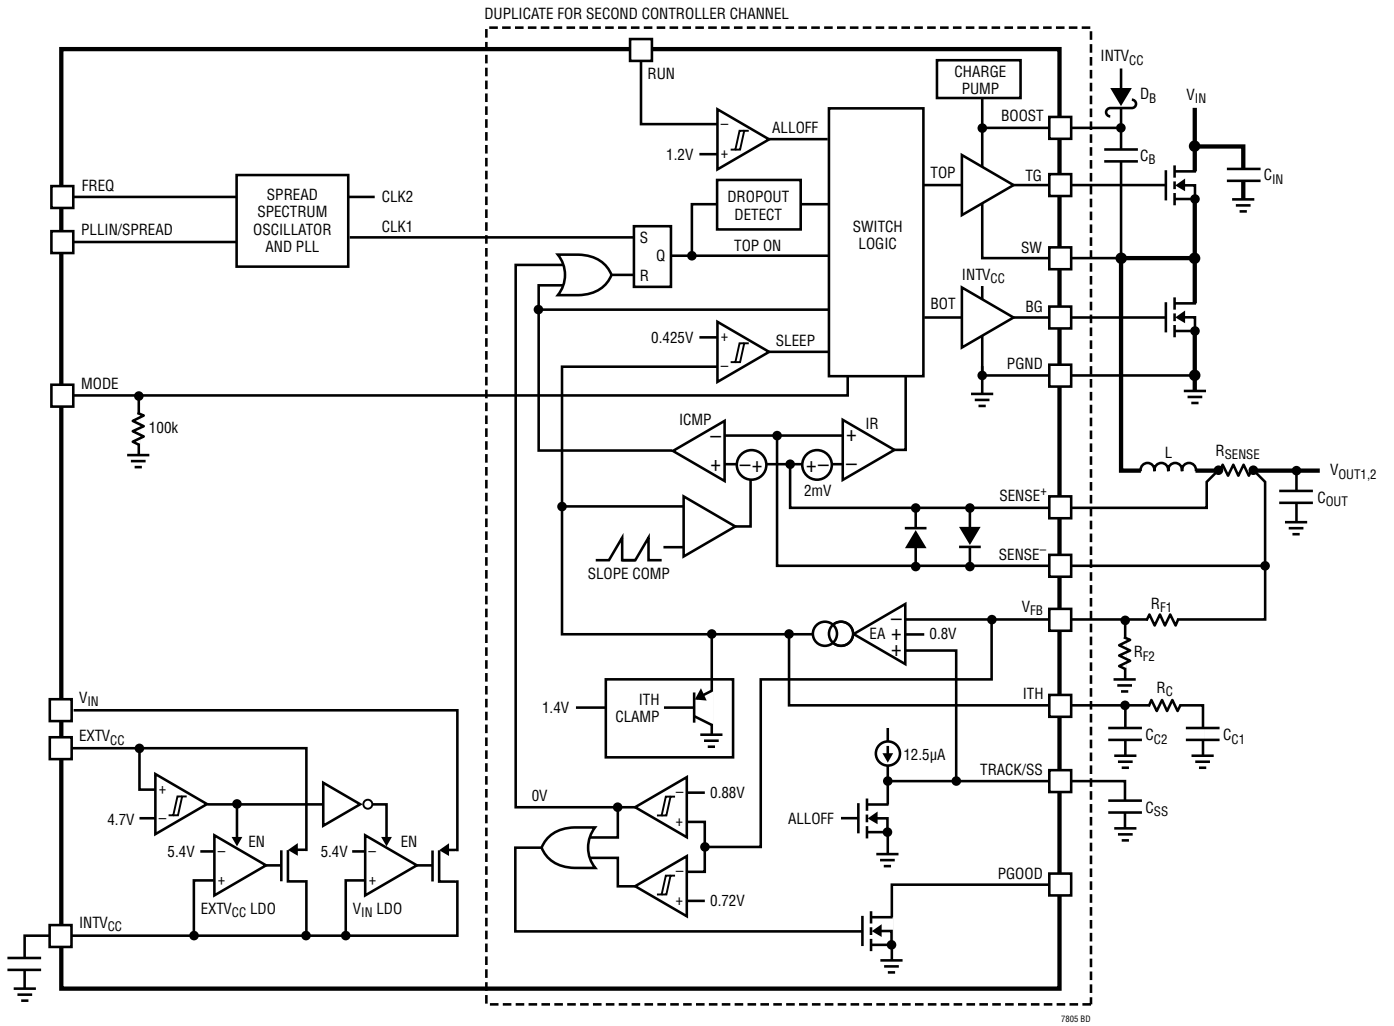 DUPLICATE FOR SECOND CONTROLLER CHANNEL
RUN
CHARGE
PUMP
INTVCC
DB
VIN
BOOST
CB
CIN
−
1.2V
+
ALLOFF
TOP
TG
FREQ
PLLIN/SPREAD
SPREAD
SPECTRUM
OSCILLATOR
AND PLL
CLK2
CLK1
DROPOUT
DETECT
SWITCH
LOGIC
S
Q
R
TOP ON
SW
INTVCC
BOT
BG
0.425V
+
−
SLEEP
PGND
MODE
100k
ICMP
−
+
−+
+−
2mV
IR
+
−
L
RSENSE
VOUT1,2
COUT
SENSE+
SENSE−
SLOPE COMP
VFB
RF1
RF2
EA
−
+
+
0.8V
ITH
RC
CC2
CC1
1.4V
ITH
CLAMP
VIN
EXTVCC
12.5µA
TRACK/SS
CSS
ALLOFF
0V
−
0.88V
+
−
+
0.72V
+
−
4.7V
EN
5.4V
−
+
EXTVCC LDO
EN
5.4V
−
+
VIN LDO
PGOOD
INTVCC
7805 BD